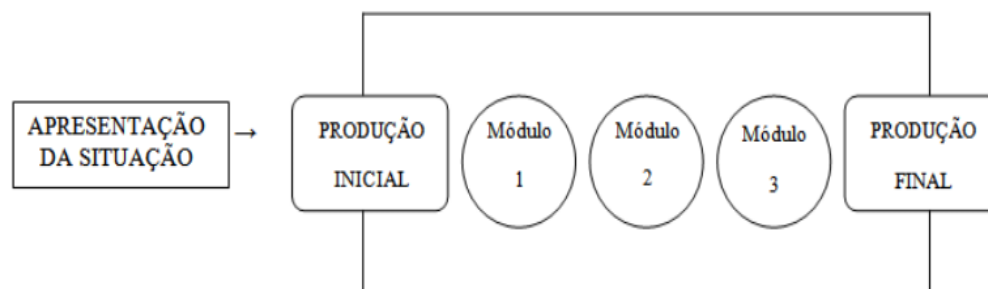 APRESENTAÇÃO
DA SITUAÇÃO
→
PRODUÇÃO
INICIAL
Módulo
1
Módulo
2
Módulo
3
PRODUÇÃO
FINAL